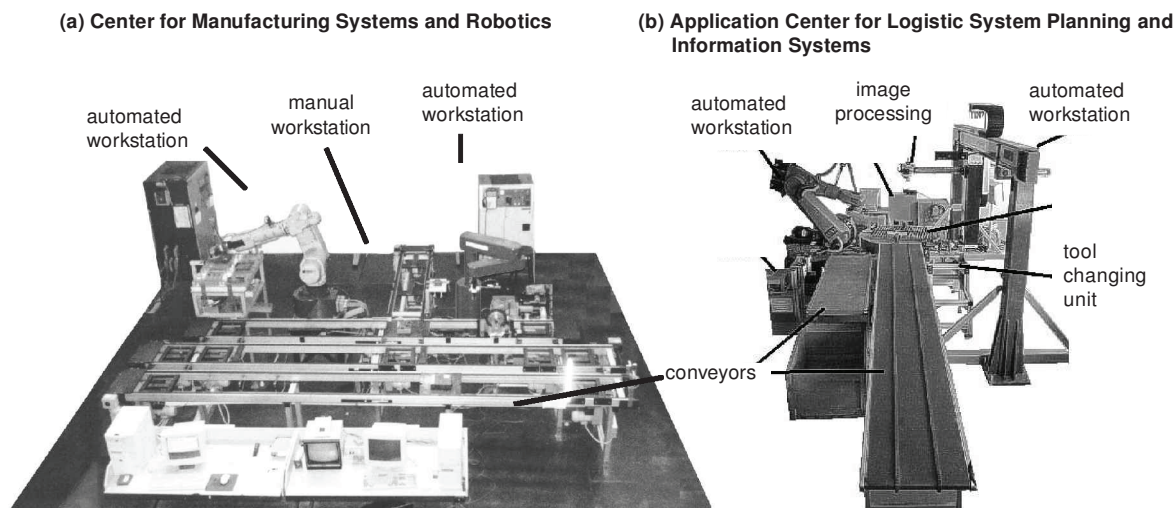 (a) Center for Manufacturing Systems and Robotics
(b) Application Center for Logistic System Planning and
Information Systems
automated
workstation
manual
workstation
automated
workstation
automated
workstation
image
processing
automated
workstation
tool
changing
unit
conveyors